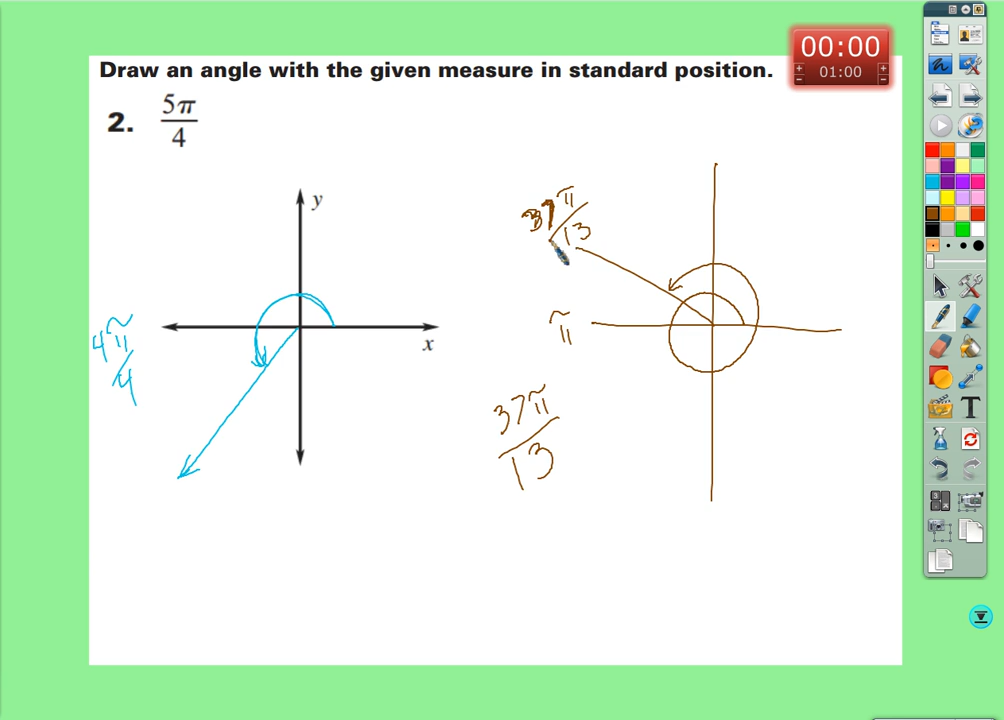 00:00
01:00
Draw an angle with the given measure in standard position.
2. 5π/4
y
x
4π/4
37π/13
π
37π/13
T